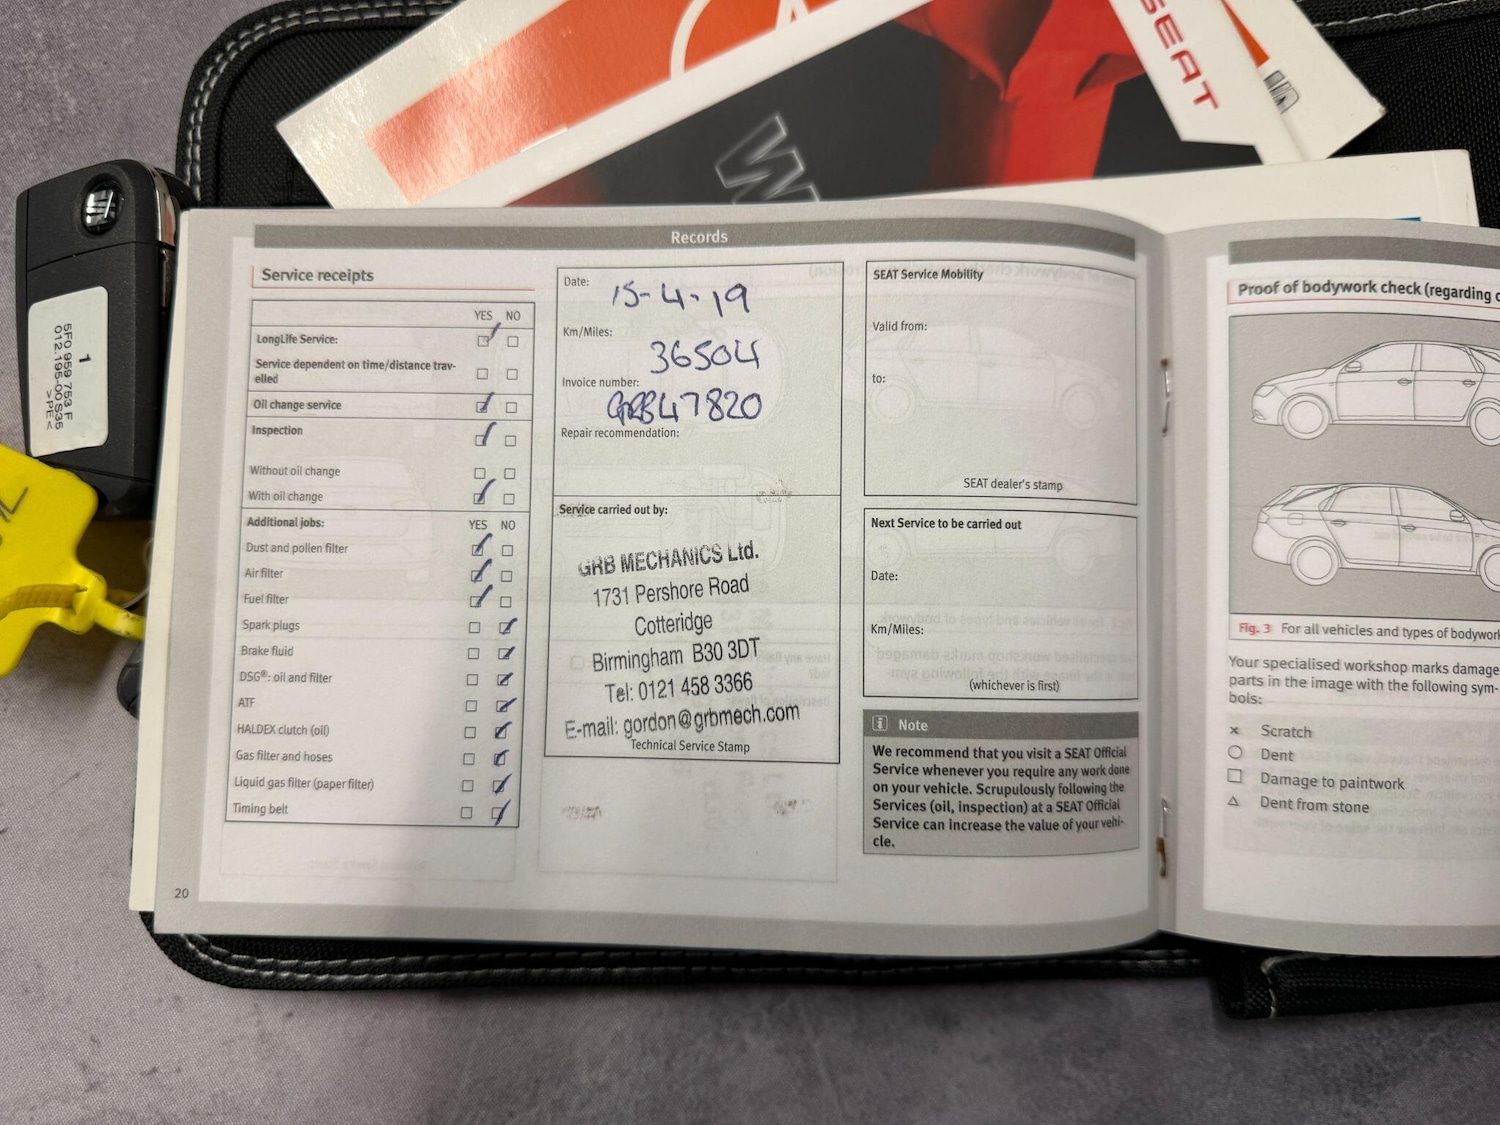 SEAT
W
1
5F0 959 753 F
012.195-00 S35
>PE<
Records
Service receipts
YES NO
LongLife Service:
Service dependent on time/distance trav-
elled
Oil change service
Inspection
Without oil change
With oil change
Additional jobs: YES NO
Dust and pollen filter
Air filter
Fuel filter
Spark plugs
Brake fluid
DSG®: oil and filter
ATF
HALDEX clutch (oil)
Gas filter and hoses
Liquid gas filter (paper filter)
Timing belt
20
Date:
15-4-19
Km/Miles:
36504
Invoice number:
GRB47820
Repair recommendation:
Service carried out by:
GRB MECHANICS Ltd.
1731 Pershore Road
Cotteridge
Birmingham B30 3DT
Tel: 0121 458 3366
E-mail: gordon@grbmech.com
Technical Service Stamp
SEAT Service Mobility
Valid from:
to:
SEAT dealer's stamp
Next Service to be carried out
Date:
Km/Miles:
(whichever is first)
Note
We recommend that you visit a SEAT Official
Service whenever you require any work done
on your vehicle. Scrupulously following the
Services (oil, inspection) at a SEAT Official
Service can increase the value of your vehi-
cle.
Proof of bodywork check (regarding
Fig. 3 For all vehicles and types of bodywork
Your specialised workshop marks damage
parts in the image with the following sym-
bols:
Scratch
Dent
Damage to paintwork
Dent from stone